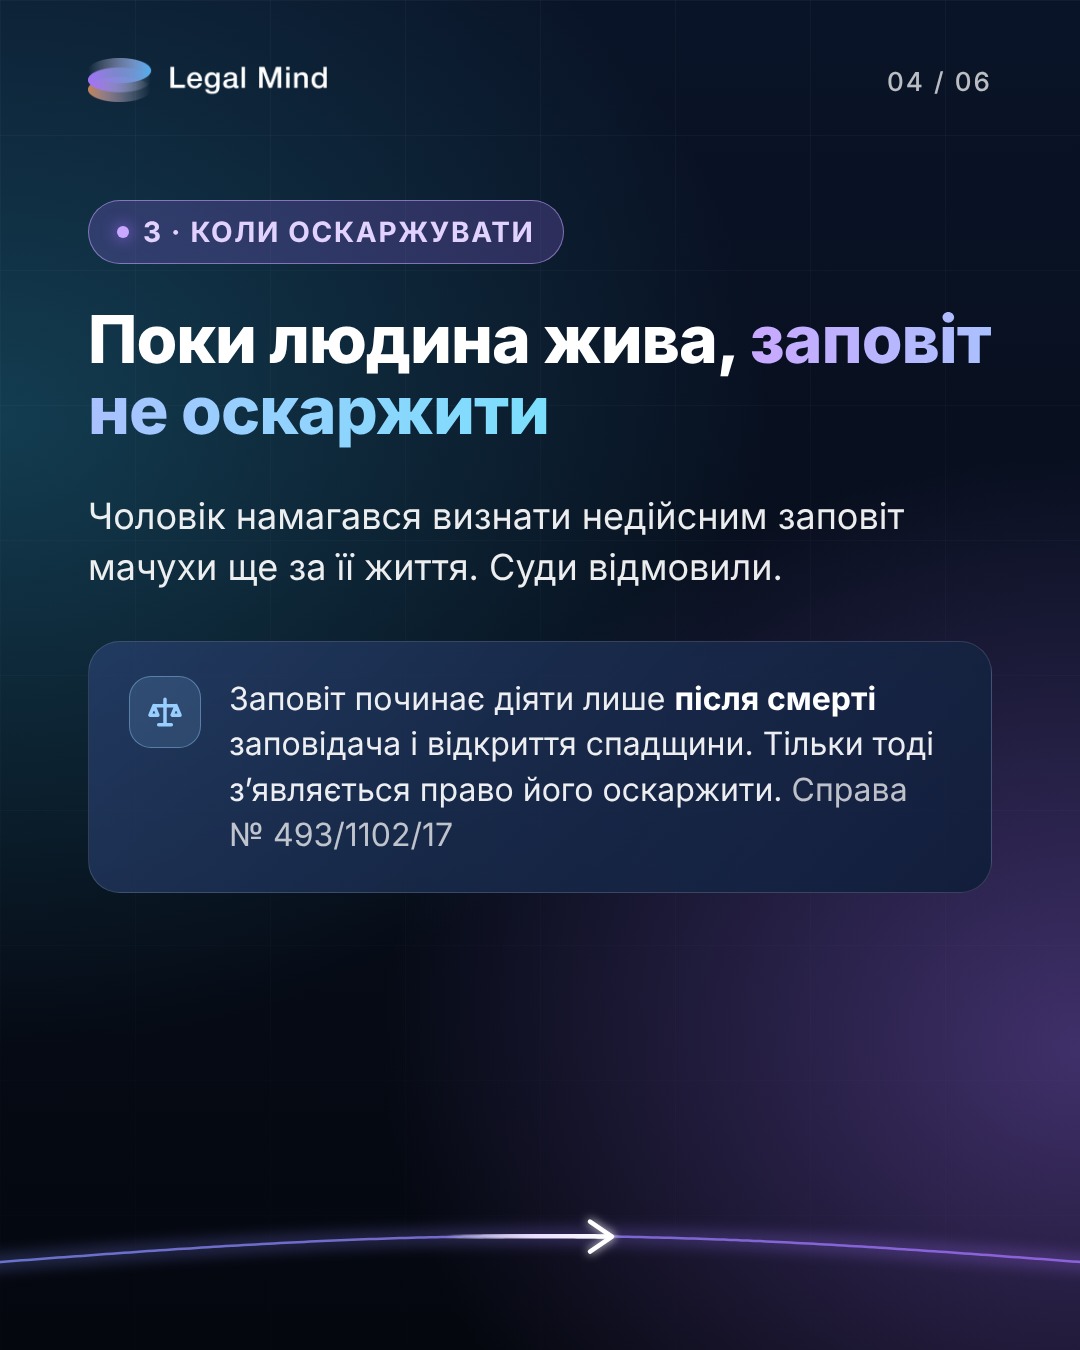 Legal Mind
04 / 06
3 · КОЛИ ОСКАРЖУВАТИ
Поки людина жива, заповіт
не оскаржити
Чоловік намагався визнати недійсним заповіт
мачухи ще за її життя. Суди відмовили.
Заповіт починає діяти лише після смерті
заповідача і відкриття спадщини. Тільки тоді
з’являється право його оскаржити. Справа
№ 493/1102/17